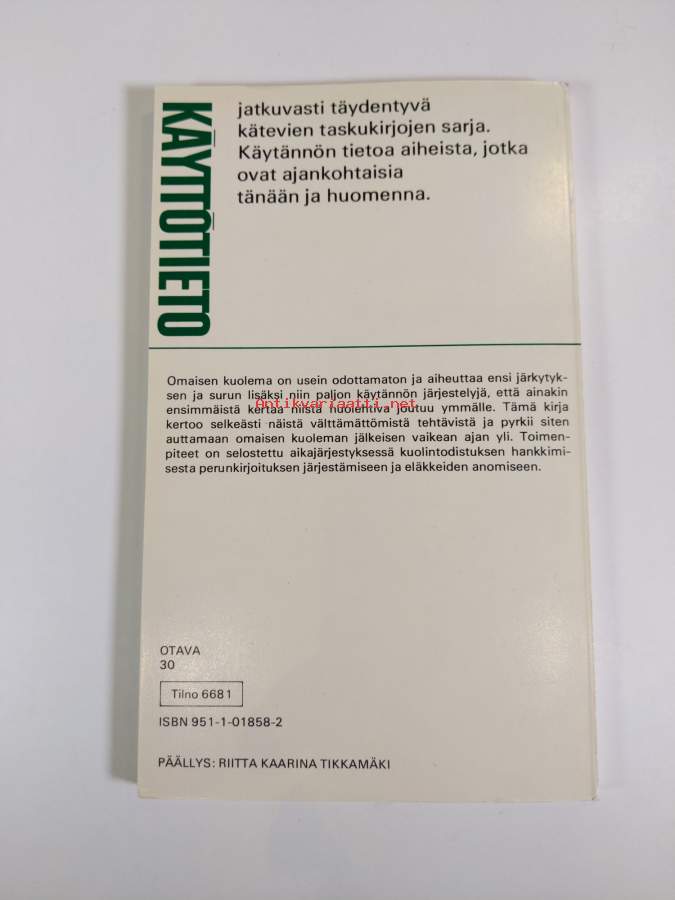 KÄYTTÖTIETO
jatkuvasti täydentyvä
kätevien taskukirjojen sarja.
Käytännön tietoa aiheista, jotka
ovat ajankohtaisia
tänään ja huomenna.
Omaisen kuolema on usein odottamaton ja aiheuttaa ensi järkytyk-
sen ja surun lisäksi niin paljon käytännön järjestelyjä, että ainakin
ensimmäistä kertaa niistä huolehtiva joutuu ymmälle. Tämä kirja
Antikvariaatti.net
kertoo selkeästi näistä välttämättömistä tehtävistä ja pyrkii siten
auttamaan omaisen kuoleman jälkeisen vaikean ajan yli. Toimen-
piteet on selostettu aikajärjestyksessä kuolintodistuksen hankkimi-
sesta perunkirjoituksen järjestämiseen ja eläkkeiden anomiseen.
OTAVA
30
Tilno 6681
ISBN 951-1-01858-2
PÄÄLLYS: RIITTA KAARINA TIKKAMÄKI